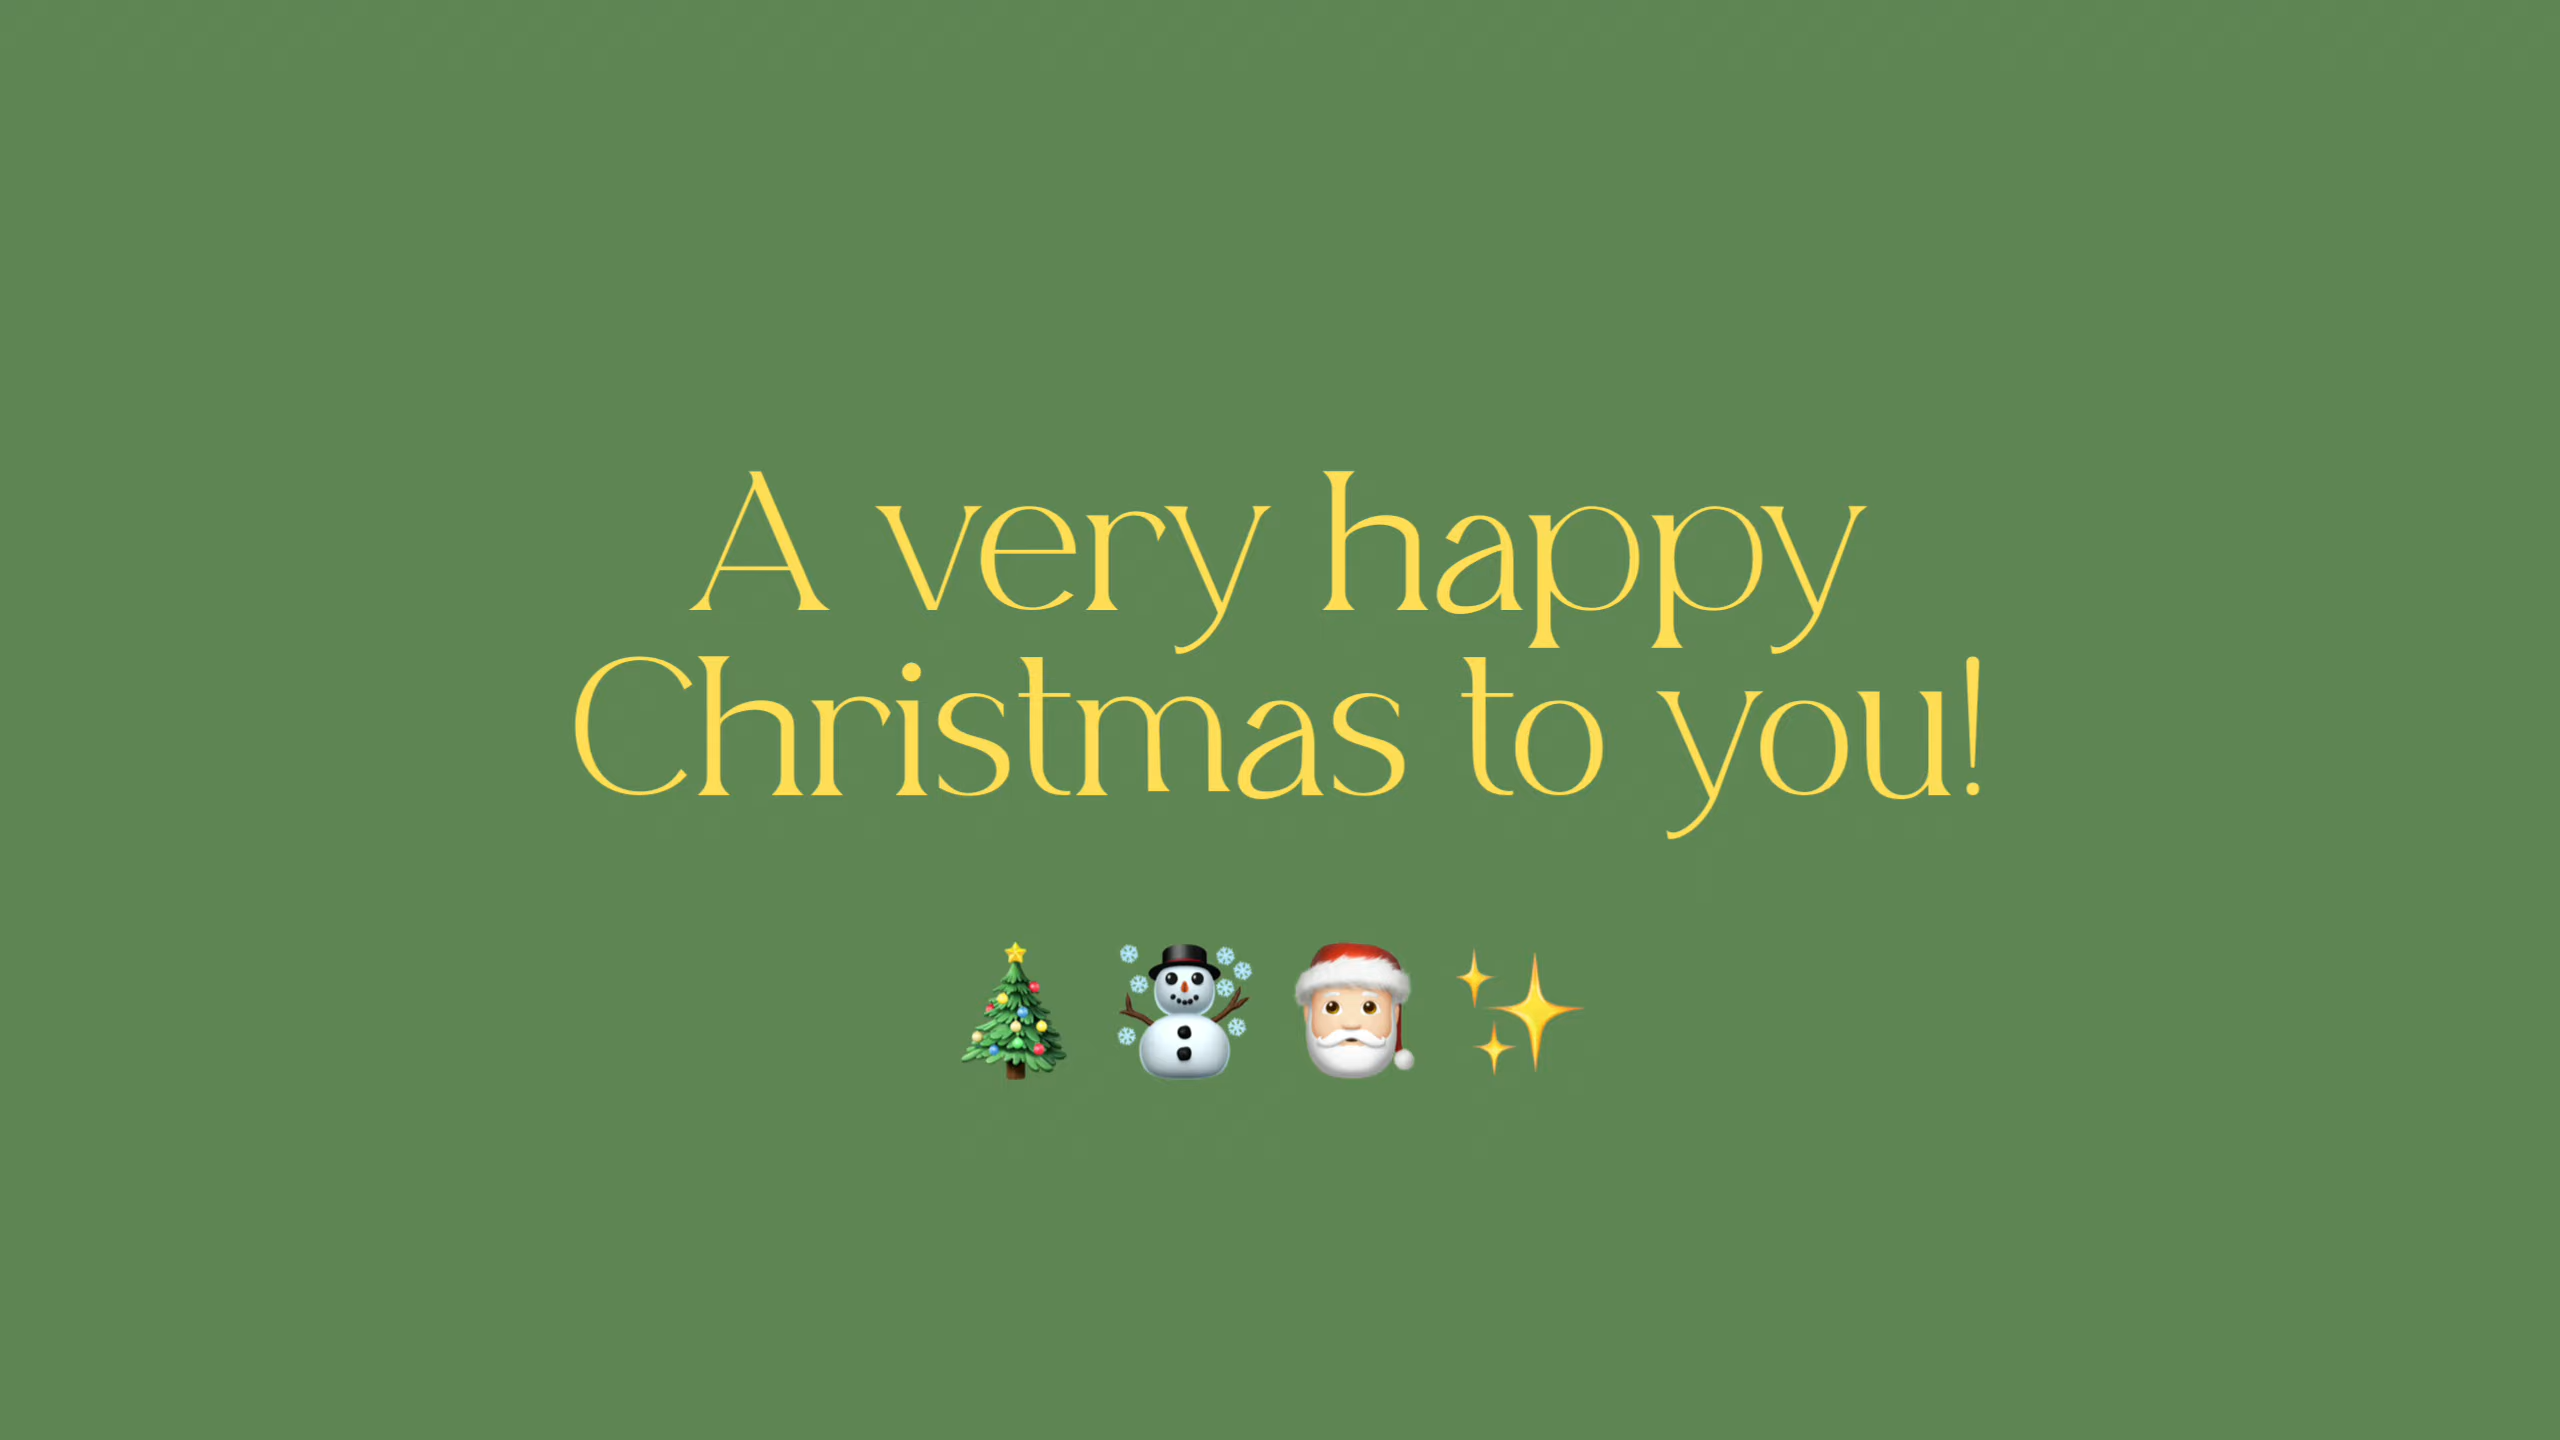 A very happy
Christmas to you!
🎄 ☃️ 🎅🏻 ✨